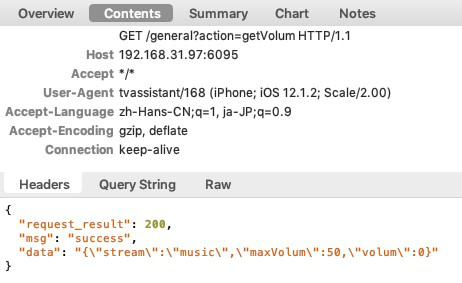 Overview Contents Summary Chart Notes
GET /general?action=getVolum HTTP/1.1
Host 192.168.31.97:6095
Accept */*
User-Agent tvassistant/168 (iPhone; iOS 12.1.2; Scale/2.00)
Accept-Language zh-Hans-CN;q=1, ja-JP;q=0.9
Accept-Encoding gzip, deflate
Connection keep-alive
Headers Query String Raw
{
"request_result": 200,
"msg": "success",
"data": "{\"stream\":\"music\",\"maxVolum\":50,\"volum\":0}"
}